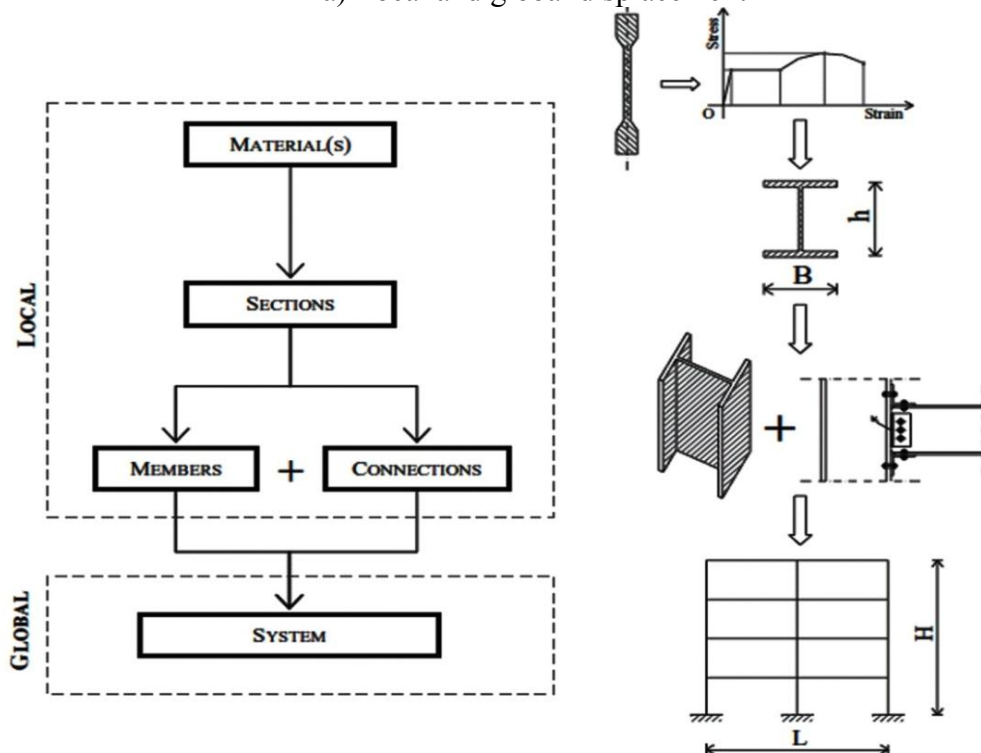 MATERIAL(S)
SECTIONS
MEMBERS
+
CONNECTIONS
LOCAL
SYSTEM
GLOBAL
Stress
O
Strain
h
B
+
H
L